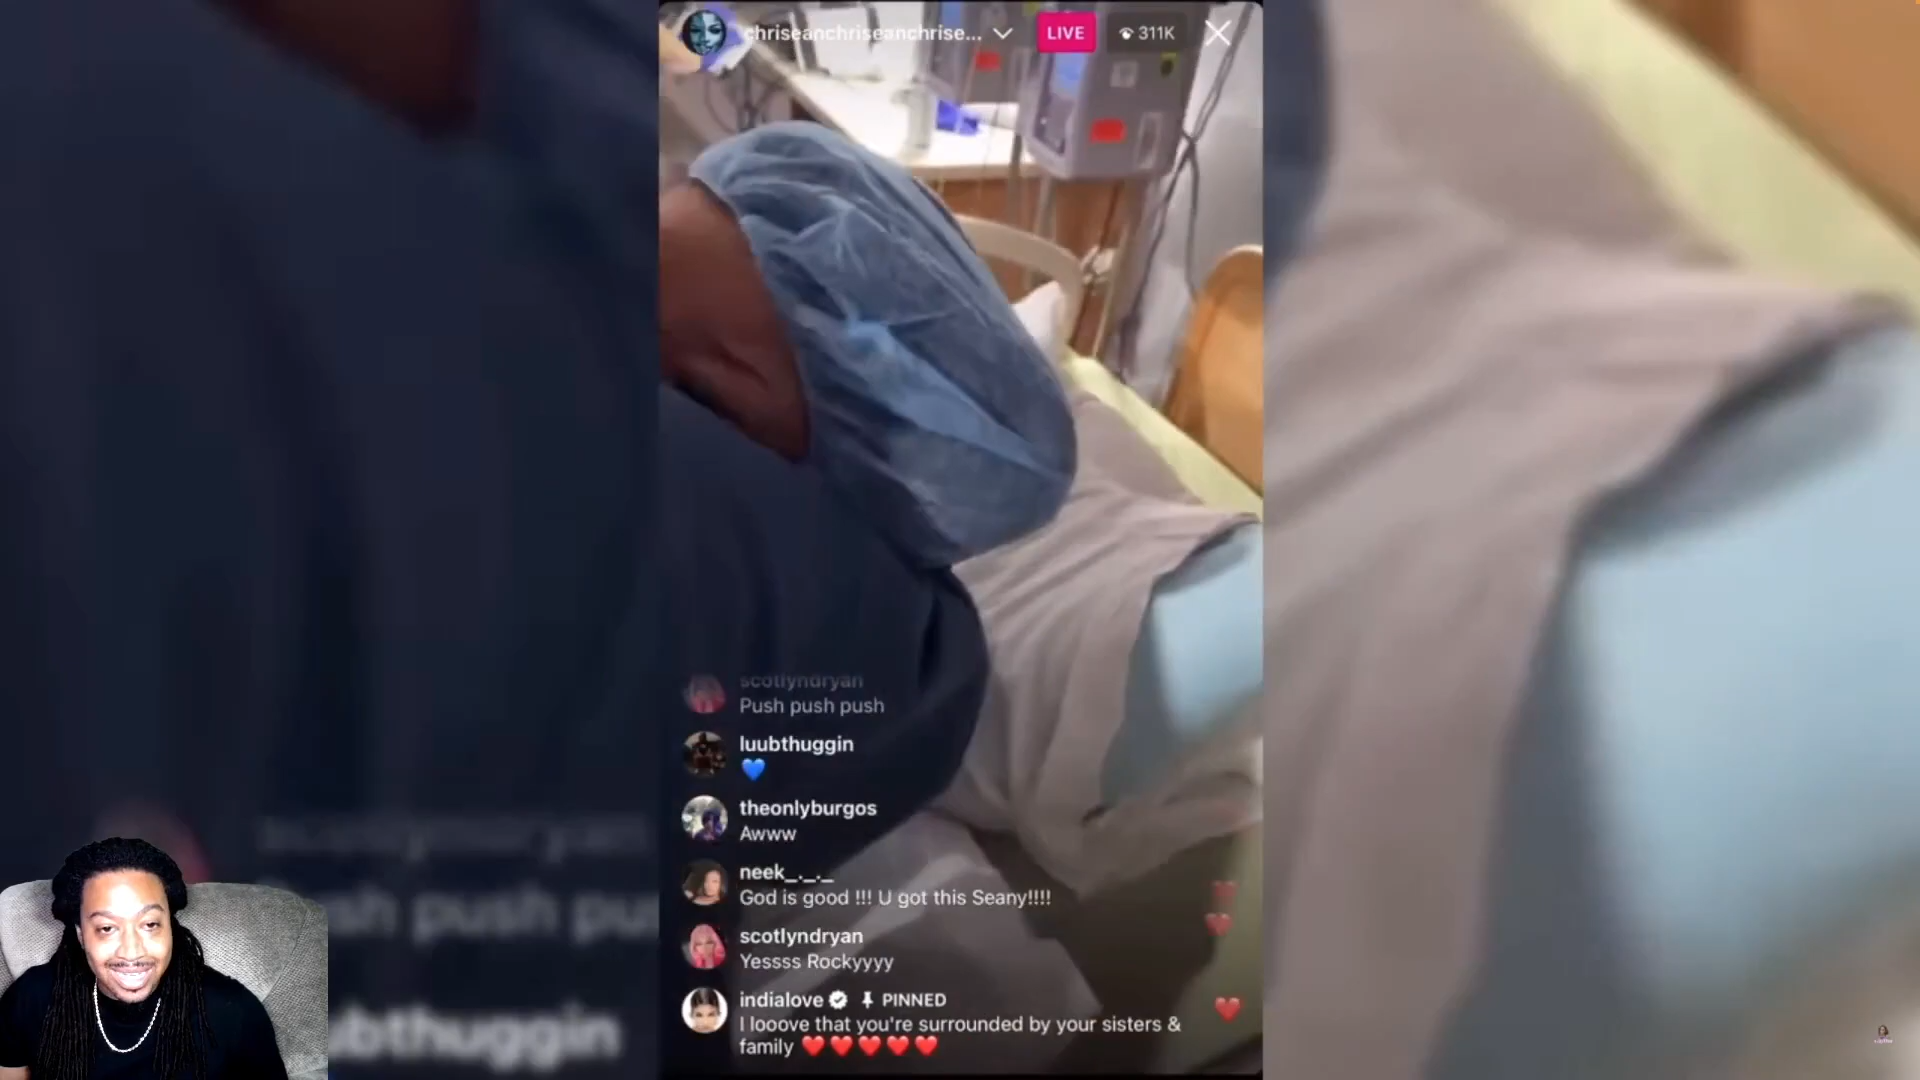 chriseanchriseanchrise...
LIVE
311K
scotlyndryan
Push push push
luubthuggin
💙
theonlyburgos
Awww
neek_._._
God is good !!! U got this Seany!!!!
scotlyndryan
Yessss Rockyyyy
indialove PINNED
I looove that you're surrounded by your sisters &
family ❤️❤️❤️❤️❤️
ubthuggin